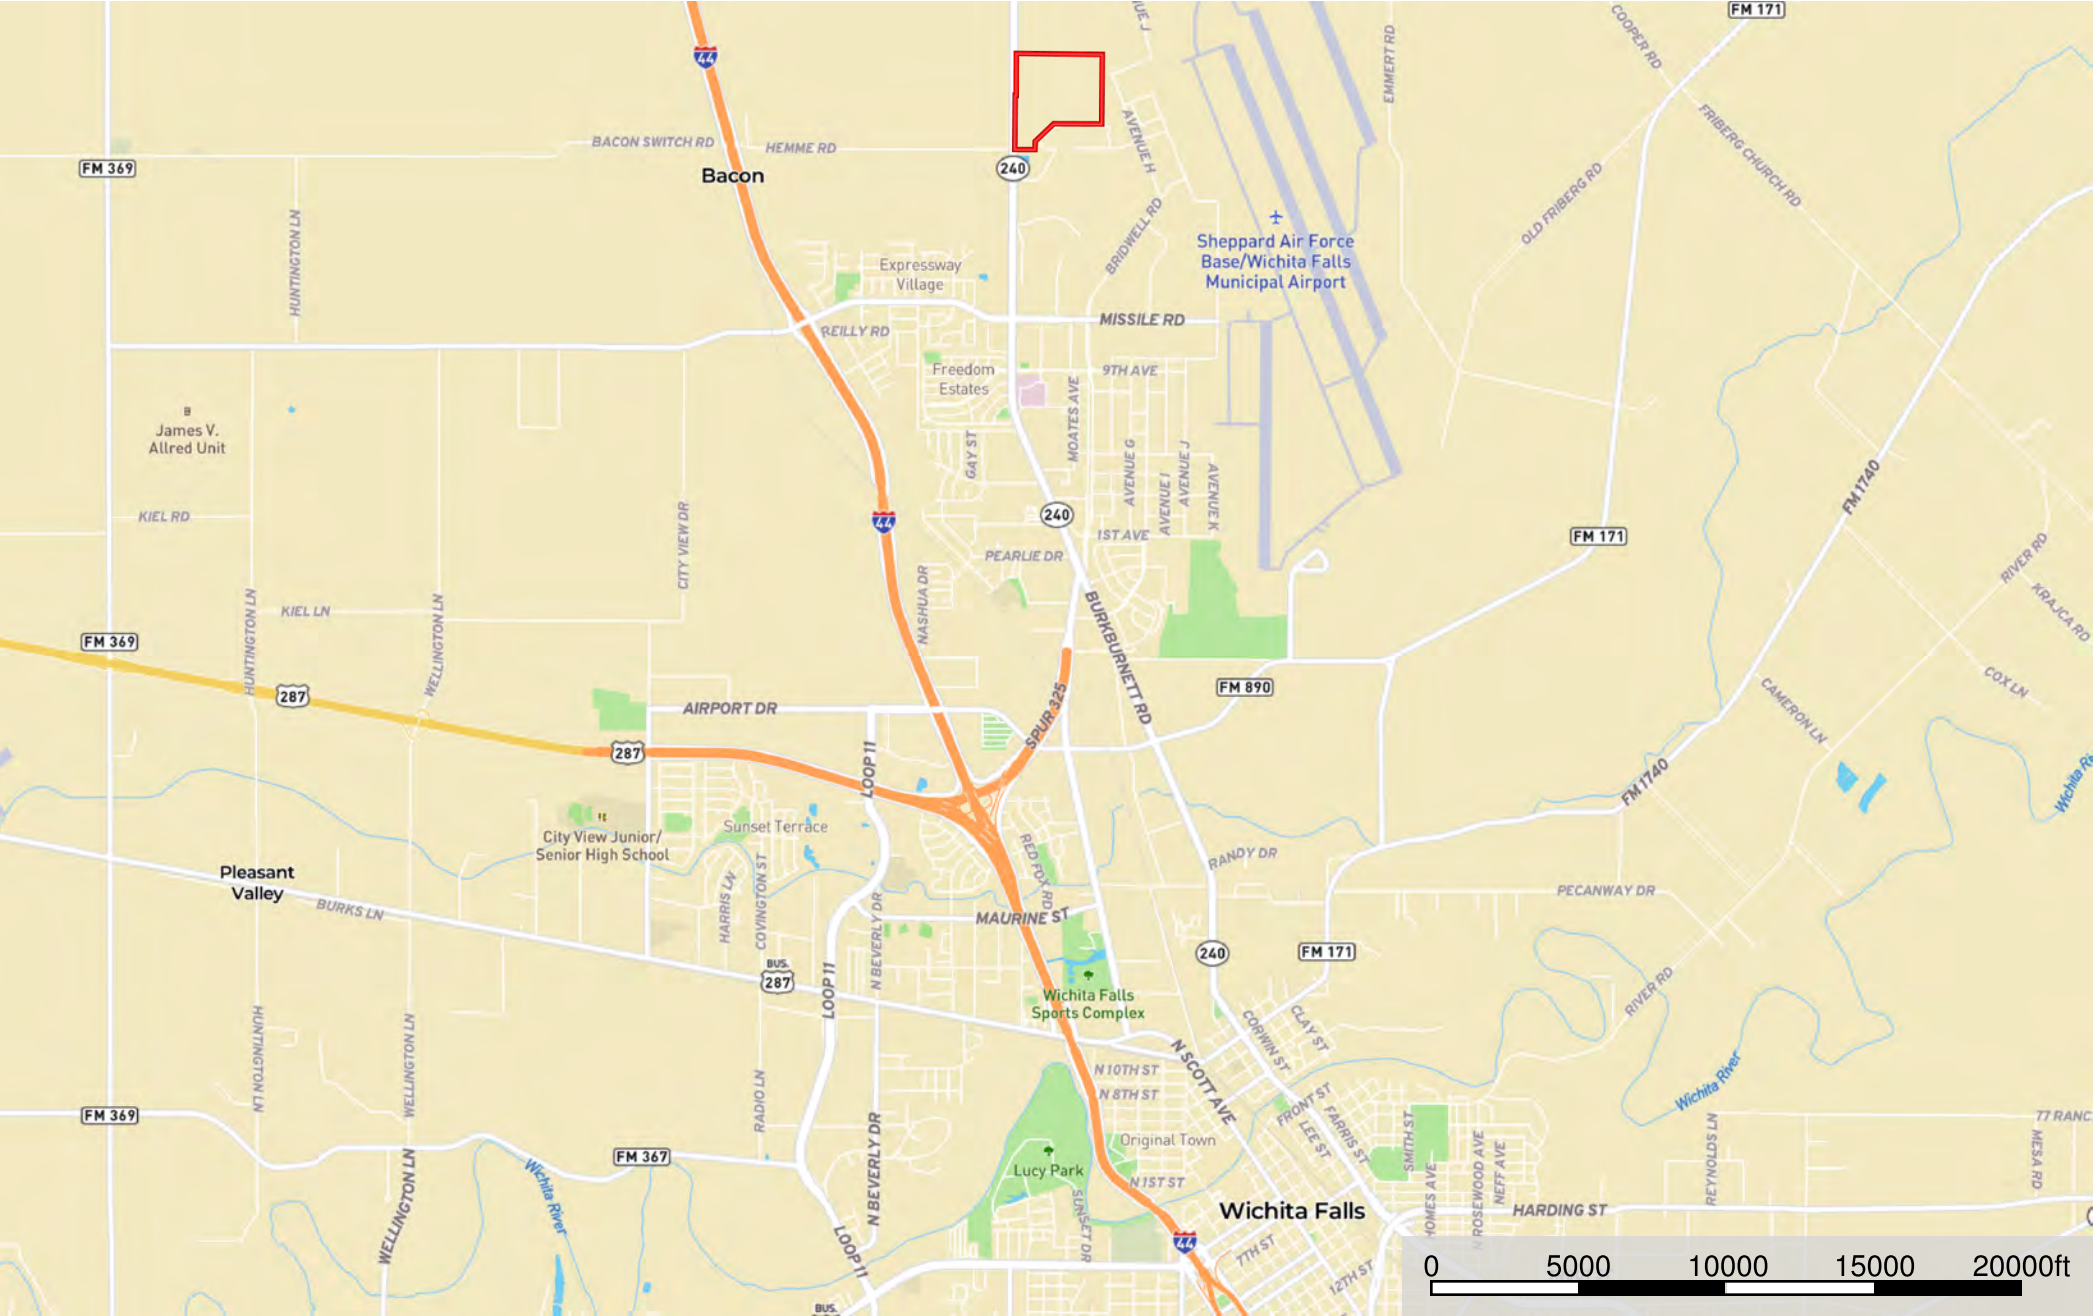 UE J
FM 171
44
EMMERT RD
COOPER RD
BACON SWITCH RD
HEMME RD
AVENUE H
FRIBERG CHURCH RD
FM 369
Bacon
240
OLD FRIBERG RD
HUNTINGTON LN
BRIDWELL RD
Sheppard Air Force
Base/Wichita Falls
Municipal Airport
Expressway
Village
REILLY RD
MISSILE RD
Freedom
Estates
9TH AVE
MOATES AVE
James V.
Allred Unit
GAY ST
AVENUE G
AVENUE I
AVENUE J
AVENUE K
FM 1740
KIEL RD
CITY VIEW DR
44
240
1ST AVE
FM 171
PEARLIE DR
RIVER RD
KRAJCA RD
NASHUA DR
KIEL LN
HUNTINGTON LN
WELLINGTON LN
BURKBURNETT RD
FM 369
287
FM 890
COX LN
CAMERON LN
AIRPORT DR
SPUR 325
287
LOOP 11
FM 1740
Wichita Ri
City View Junior/
Senior High School
Sunset Terrace
RED FOX RD
RANDY DR
Pleasant
Valley
BURKS LN
HARRIS LN
COVINGTON ST
N BEVERLY DR
MAURINE ST
PECANWAY DR
240
FM 171
BUS.
287
LOOP 11
Wichita Falls
Sports Complex
RIVER RD
HUNTINGTON LN
WELLINGTON LN
CORWIN ST
CLAY ST
N SCOTT AVE
N 10TH ST
N 8TH ST
RADIO LN
FRONT ST
FARRIS ST
LEE ST
Wichita River
FM 369
77 RANC
SMITH ST
REYNOLDS LN
MESA RD
N BEVERLY DR
Original Town
FM 367
Lucy Park
N 1ST ST
Wichita River
WELLINGTON LN
SUNSET DR
Wichita Falls
HOMES AVE
N ROSEWOOD AVE
NEFF AVE
HARDING ST
LOOP 11
44
7TH ST
12TH ST
BUS.
0 5000 10000 15000 20000ft